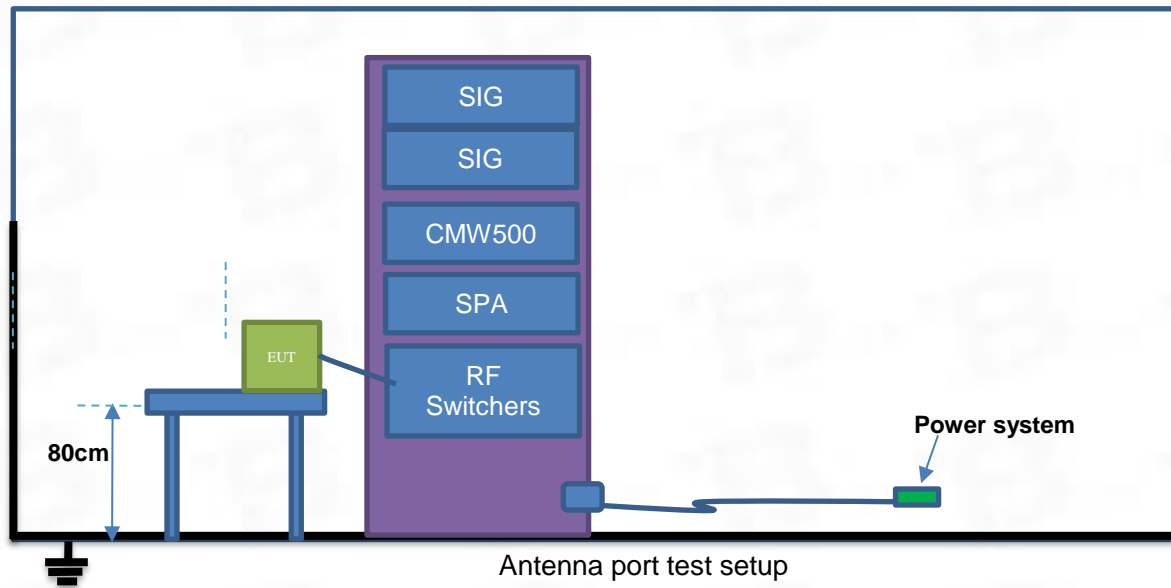 SIG
SIG
CMW500
SPA
EUT
RF
Switchers
80cm
Power system
Antenna port test setup